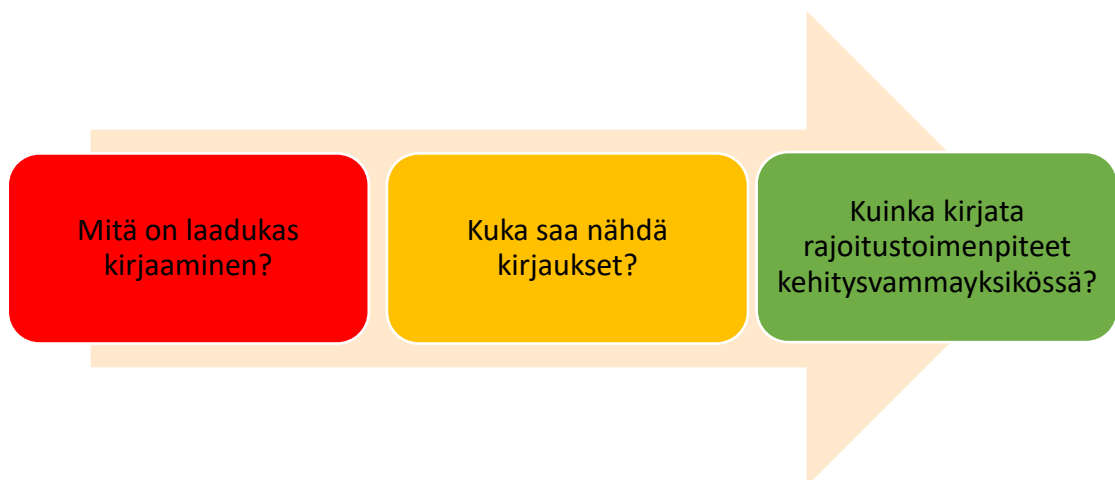 Mitä on laadukas
kirjaaminen?
Kuka saa nähdä
kirjaukset?
Kuinka kirjata
rajoitustoimenpiteet
kehitysvammayksikössä?